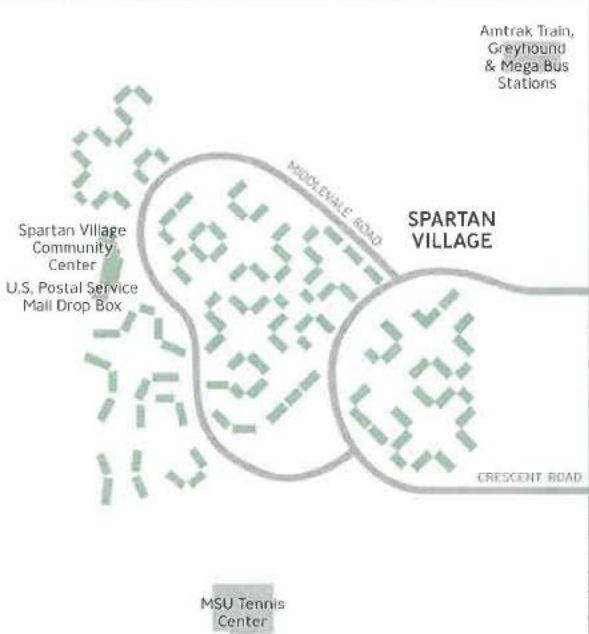 Amtrak Train,
Greyhound
& Mega Bus
Stations
MIDDLEVALE ROAD
SPARTAN
VILLAGE
Spartan Village
Community
Center
U.S. Postal Service
Mail Drop Box
CRESCENT ROAD
MSU Tennis
Center